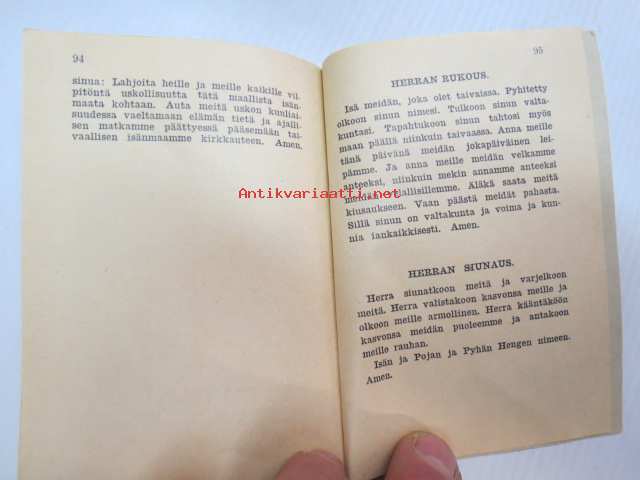 94
sinua: Lahjoita heille ja meille kaikille vil-
pitöntä uskollisuutta tätä maallista isän-
maata kohtaan. Auta meitä uskon kuuliai-
suudessa vaeltamaan elämän tietä ja ajalli-
sen matkamme päättyessä pääsemään tai-
vaallisen isänmaamme kirkkauteen. Amen.
95
HERRAN RUKOUS.
Isä meidän, joka olet taivaissa. Pyhitetty
olkoon sinun nimesi. Tulkoon sinun valta-
kuntasi. Tapahtukoon sinun tahtosi myös
maan päällä niinkuin taivaassa. Anna meille
tänä päivänä meidän jokapäiväinen lei-
pämme. Ja anna meille meidän velkamme
anteeksi, niinkuin mekin annamme anteeksi
meidän velallisillemme. Äläkä saata meitä
kiusaukseen. Vaan päästä meidät pahasta.
Sillä sinun on valtakunta ja voima ja kun-
nia iankaikkisesti. Amen.
HERRAN SIUNAUS.
Herra siunatkoon meitä ja varjelkoon
meitä. Herra valistakoon kasvonsa meille ja
olkoon meille armollinen. Herra kääntäköön
kasvonsa meidän puoleemme ja antakoon
meille rauhan.
Isän ja Pojan ja Pyhän Hengen nimeen.
Amen.
Antikvariaatti.net